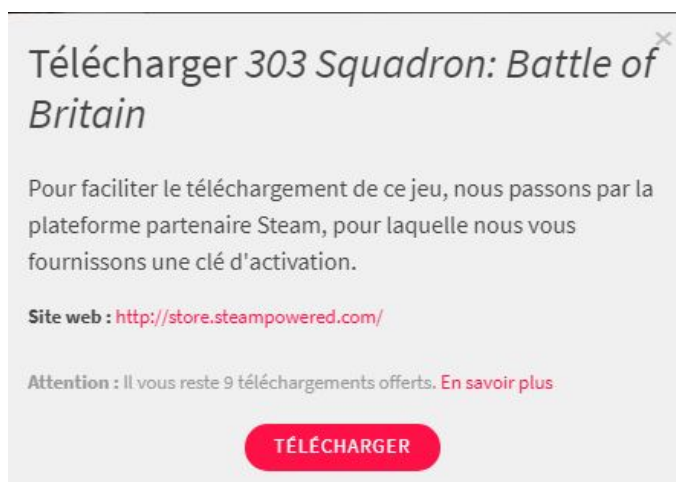 Télécharger 303 Squadron: Battle of
Britain
Pour faciliter le téléchargement de ce jeu, nous passons par la
plateforme partenaire Steam, pour laquelle nous vous
fournissons une clé d'activation.
Site web : http://store.steampowered.com/
Attention : Il vous reste 9 téléchargements offerts. En savoir plus
TÉLÉCHARGER